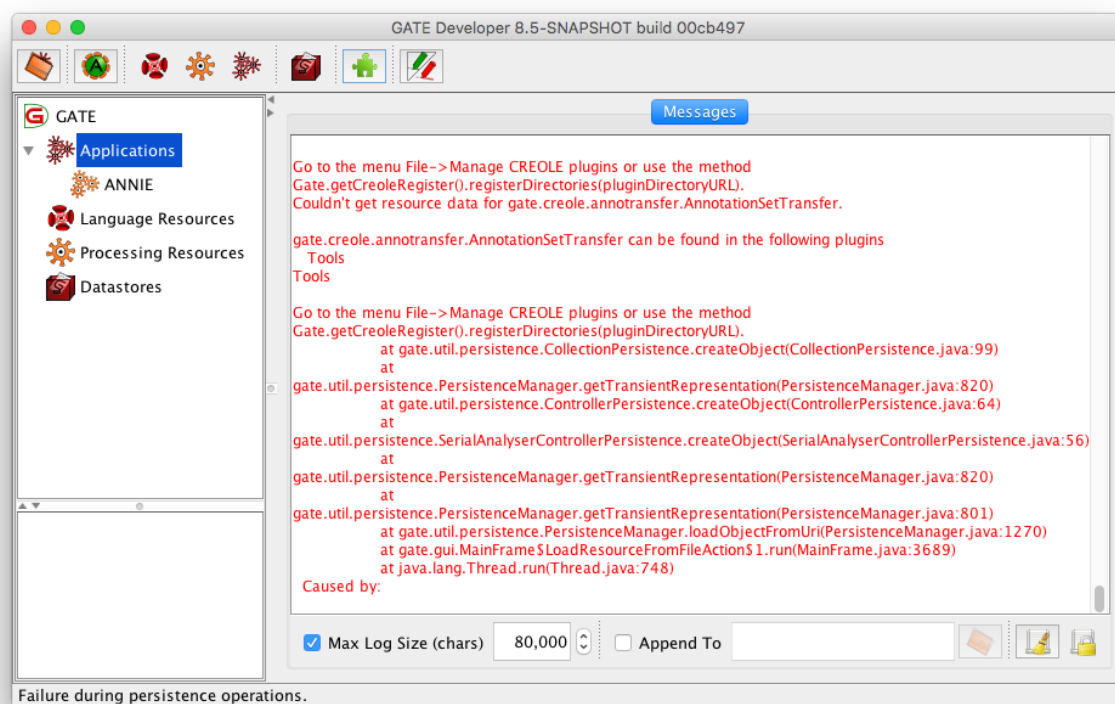 GATE Developer 8.5-SNAPSHOT build 00cb497
GATE
Applications
ANNIE
Language Resources
Processing Resources
Datastores
Messages
Go to the menu File->Manage CREOLE plugins or use the method
Gate.getCreoleRegister().registerDirectories(pluginDirectoryURL).
Couldn't get resource data for gate.creole.annotransfer.AnnotationSetTransfer.
gate.creole.annotransfer.AnnotationSetTransfer can be found in the following plugins
Tools
Tools
Go to the menu File->Manage CREOLE plugins or use the method
Gate.getCreoleRegister().registerDirectories(pluginDirectoryURL).
at gate.util.persistence.CollectionPersistence.createObject(CollectionPersistence.java:99)
at
gate.util.persistence.PersistenceManager.getTransientRepresentation(PersistenceManager.java:820)
at gate.util.persistence.ControllerPersistence.createObject(ControllerPersistence.java:64)
at
gate.util.persistence.SerialAnalyserControllerPersistence.createObject(SerialAnalyserControllerPersistence.java:56)
at
gate.util.persistence.PersistenceManager.getTransientRepresentation(PersistenceManager.java:820)
at
gate.util.persistence.PersistenceManager.getTransientRepresentation(PersistenceManager.java:801)
at gate.util.persistence.PersistenceManager.loadObjectFromUri(PersistenceManager.java:1270)
at gate.gui.MainFrame$LoadResourceFromFileAction$1.run(MainFrame.java:3689)
at java.lang.Thread.run(Thread.java:748)
Caused by:
Max Log Size (chars) 80,000 Append To
Failure during persistence operations.